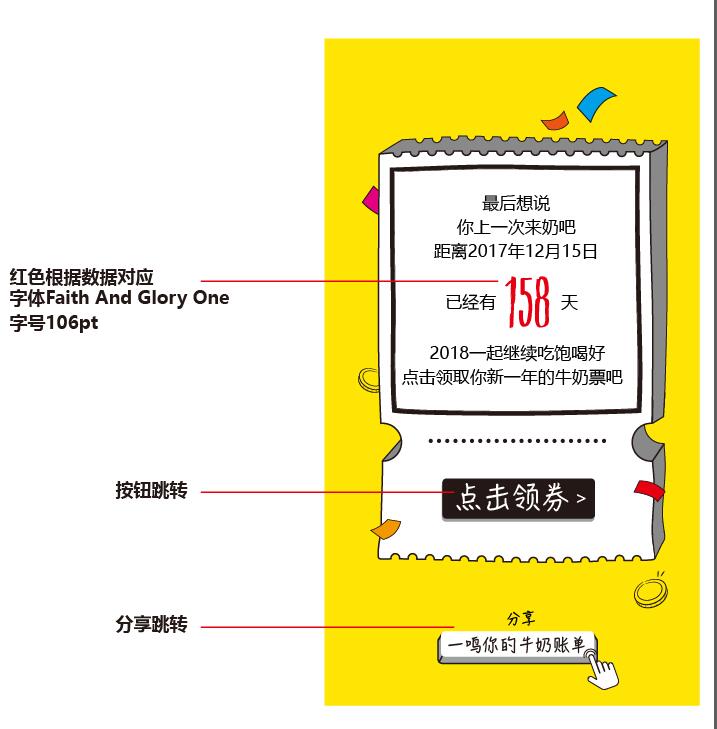 最后想说
你上一次来奶吧
距离2017年12月15日
红色根据数据对应
字体Faith And Glory One
字号106pt
已经有 158 天
2018一起继续吃饱喝好
点击领取你新一年的牛奶票吧
按钮跳转
点击领券 >
分享跳转
分享
一鸣你的牛奶账单